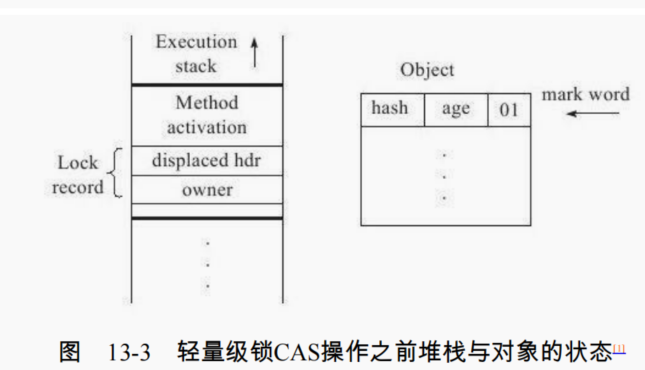 Execution
stack
Method
activation
Lock
record
displaced hdr
owner
Object
hash age 01
mark word
图 13-3 轻量级锁CAS操作之前堆栈与对象的状态[1]